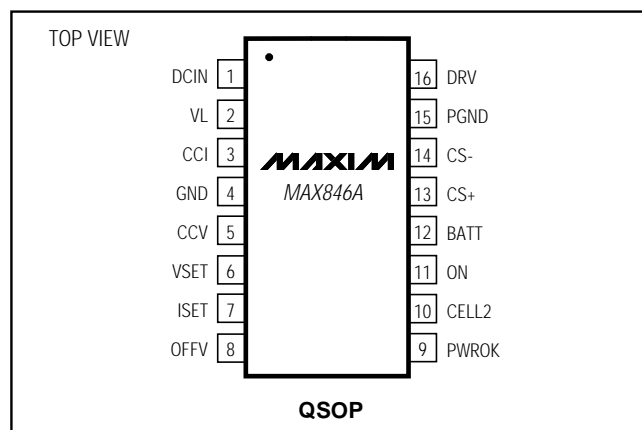 TOP VIEW
DCIN 1
VL 2
CCI 3
GND 4
CCV 5
VSET 6
ISET 7
OFFV 8
MAXIM
MAX846A
16 DRV
15 PGND
14 CS-
13 CS+
12 BATT
11 ON
10 CELL2
9 PWROK
QSOP